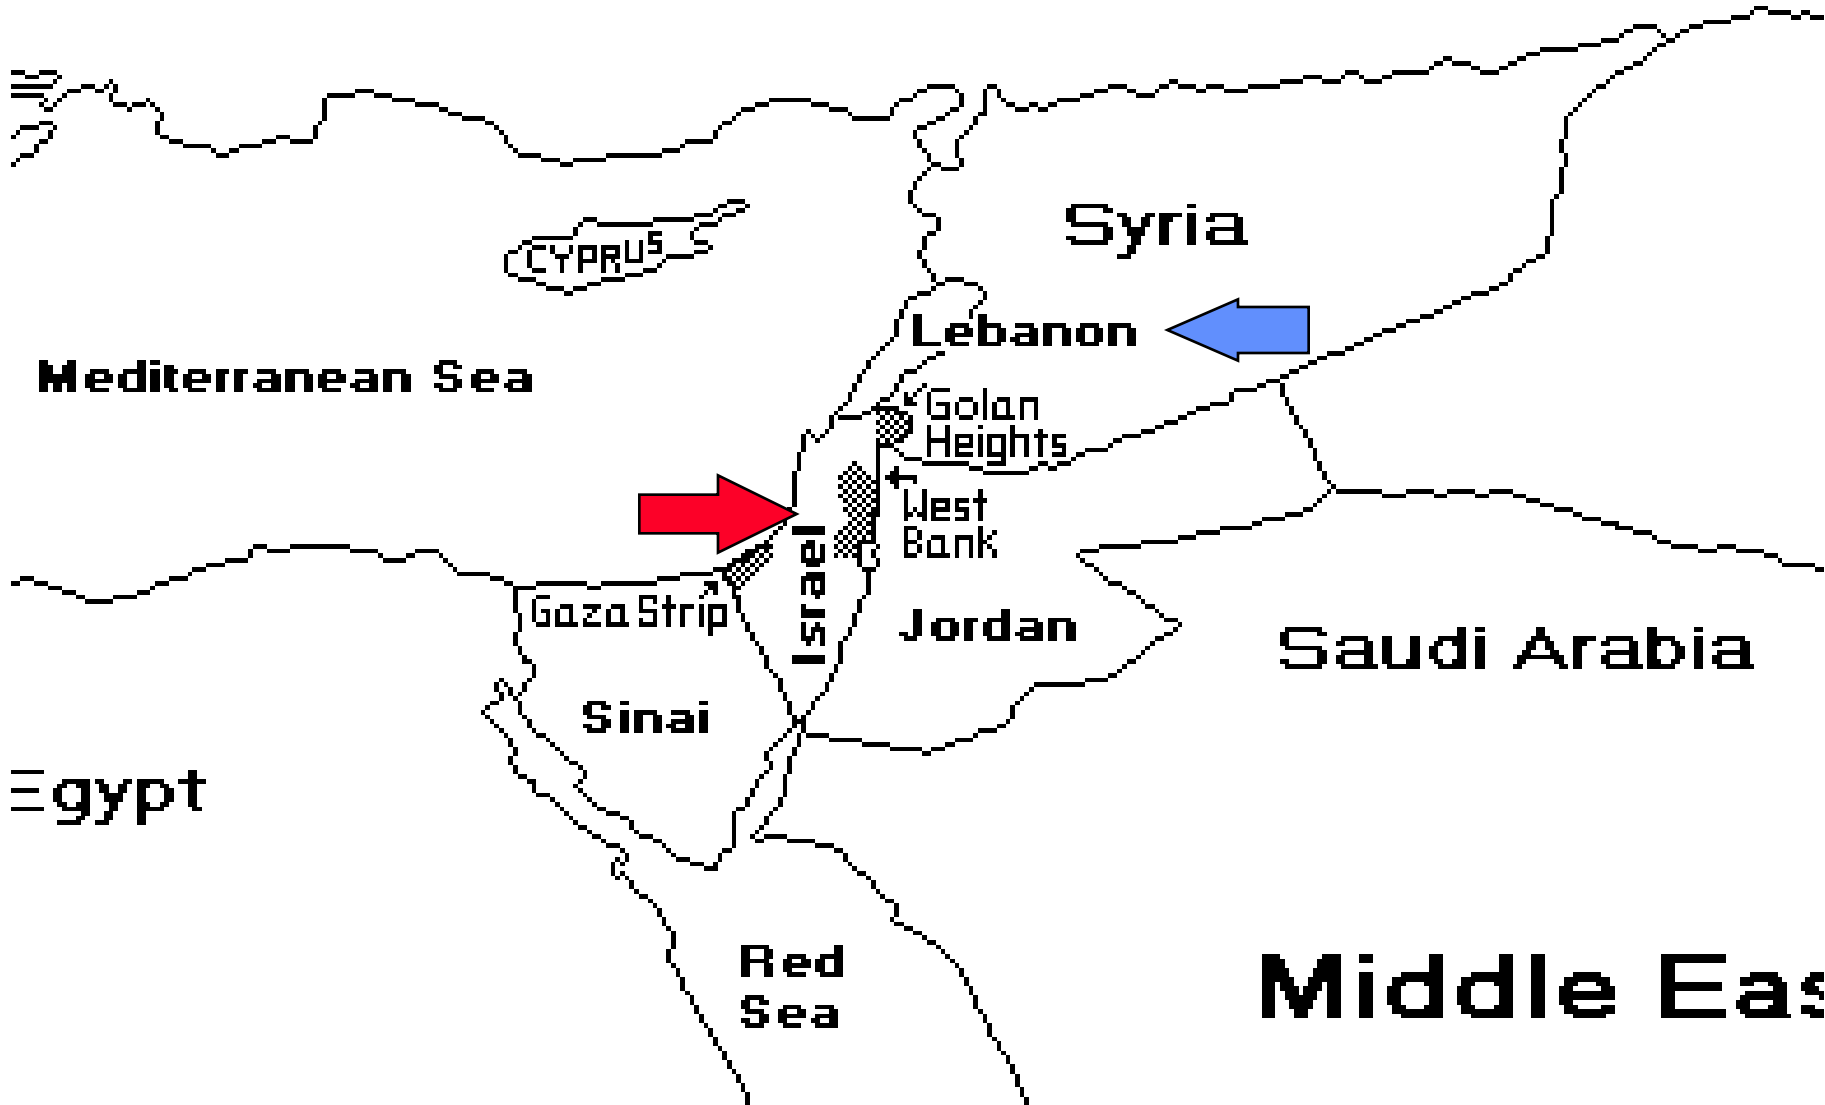 Syria
CYPRUS
Lebanon
Mediterranean Sea
Golan
Heights
West
Bank
Israel
Gaza Strip
Jordan
Saudi Arabia
Sinai
Egypt
Red
Sea
Middle Eas